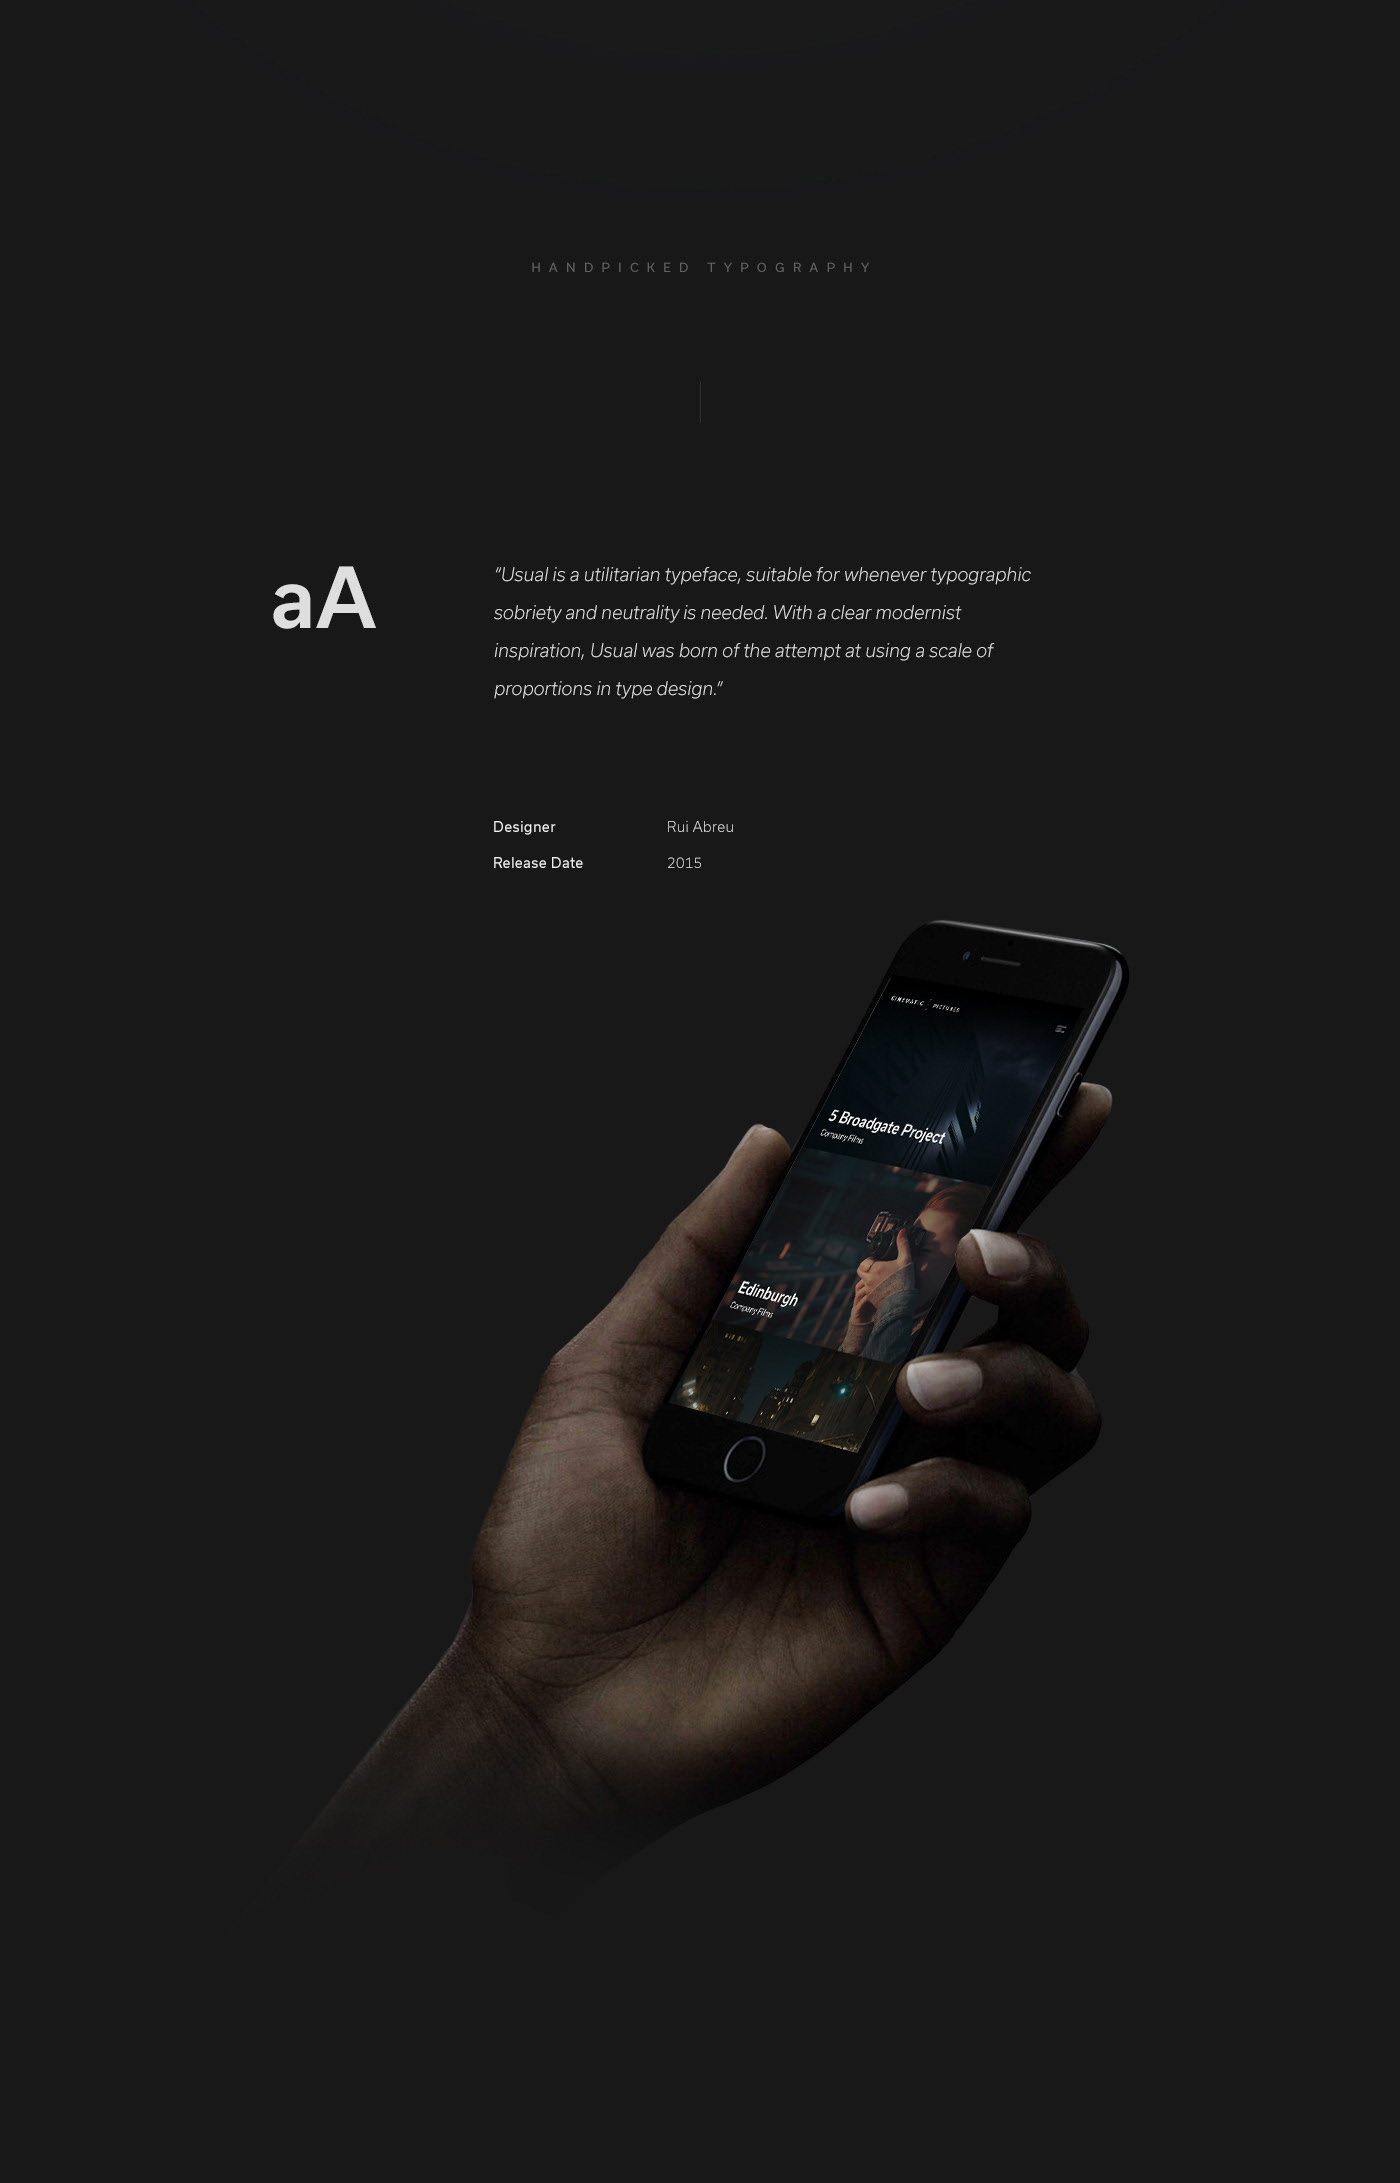 HANDPICKED TYPOGRAPHY
aA
“Usual is a utilitarian typeface, suitable for whenever typographic
sobriety and neutrality is needed. With a clear modernist
inspiration, Usual was born of the attempt at using a scale of
proportions in type design.”
Designer Rui Abreu
Release Date 2015
CINEMATIC PICTURES
5 Broadgate Project
Company Films
Edinburgh
Company Films